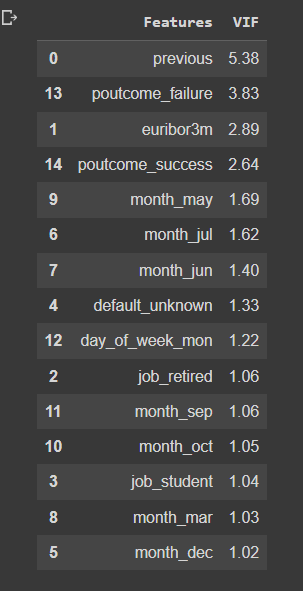 Features VIF
0 previous 5.38
13 poutcome_failure 3.83
1 euribor3m 2.89
14 poutcome_success 2.64
9 month_may 1.69
6 month_jul 1.62
7 month_jun 1.40
4 default_unknown 1.33
12 day_of_week_mon 1.22
2 job_retired 1.06
11 month_sep 1.06
10 month_oct 1.05
3 job_student 1.04
8 month_mar 1.03
5 month_dec 1.02